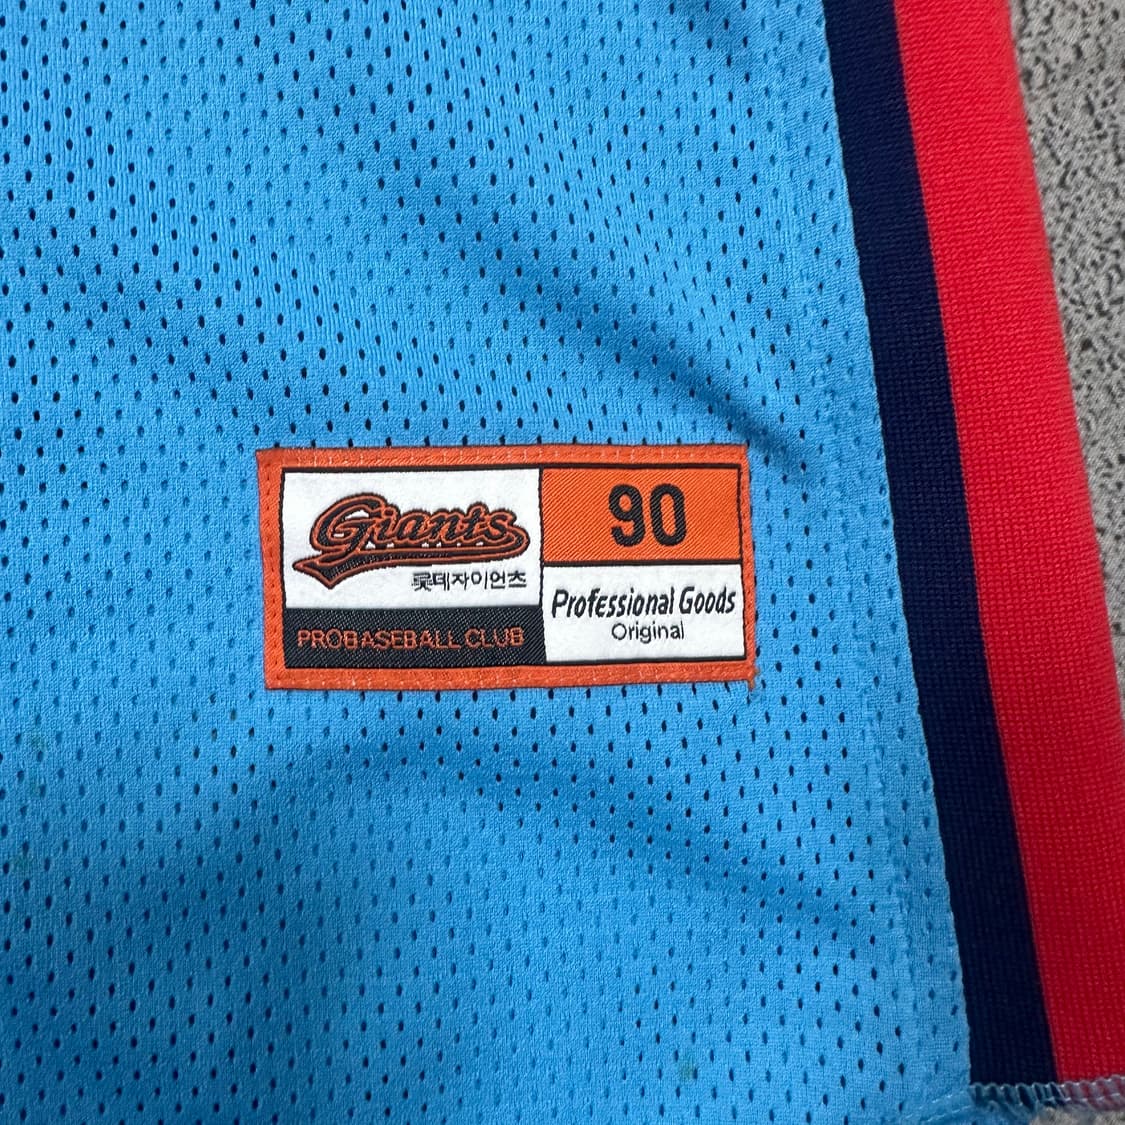 Giants
롯데자이언츠
PROBASEBALL CLUB
90
Professional Goods
Original